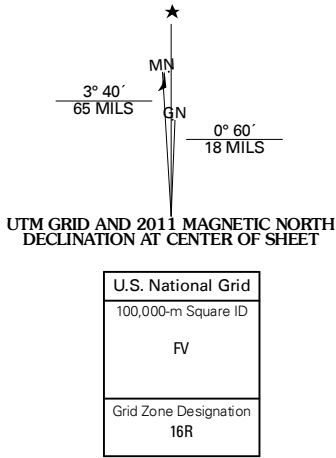 ★
MN
3° 40´
65 MILS
GN
0° 60´
18 MILS
UTM GRID AND 2011 MAGNETIC NORTH
DECLINATION AT CENTER OF SHEET
U.S. National Grid
100,000-m Square ID
FV
Grid Zone Designation
16R